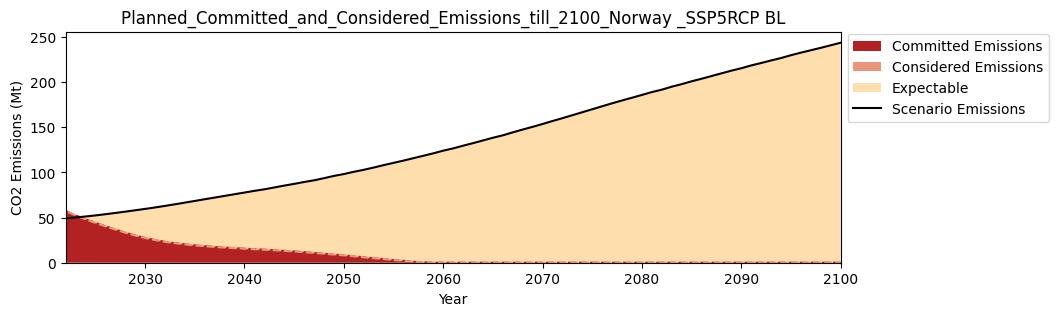 Planned_Committed_and_Considered_Emissions_till_2100_Norway _SSP5RCP BL
CO2 Emissions (Mt)
250
200
150
100
50
0
2030
2040
2050
2060
2070
2080
2090
2100
Year
Committed Emissions
Considered Emissions
Expectable
Scenario Emissions